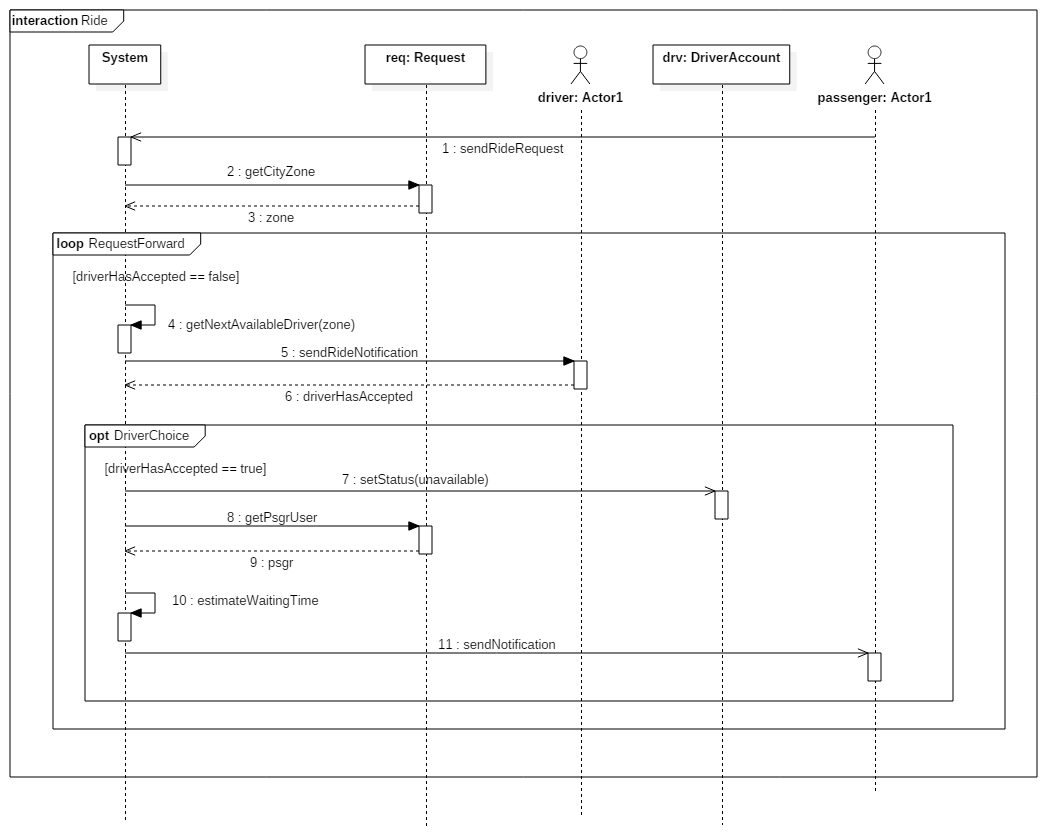 interaction Ride
System
req: Request
driver: Actor1
drv: DriverAccount
passenger: Actor1
1 : sendRideRequest
2 : getCityZone
3 : zone
loop RequestForward
[driverHasAccepted == false]
4 : getNextAvailableDriver(zone)
5 : sendRideNotification
6 : driverHasAccepted
opt DriverChoice
[driverHasAccepted == true]
7 : setStatus(unavailable)
8 : getPsgrUser
9 : psgr
10 : estimateWaitingTime
11 : sendNotification